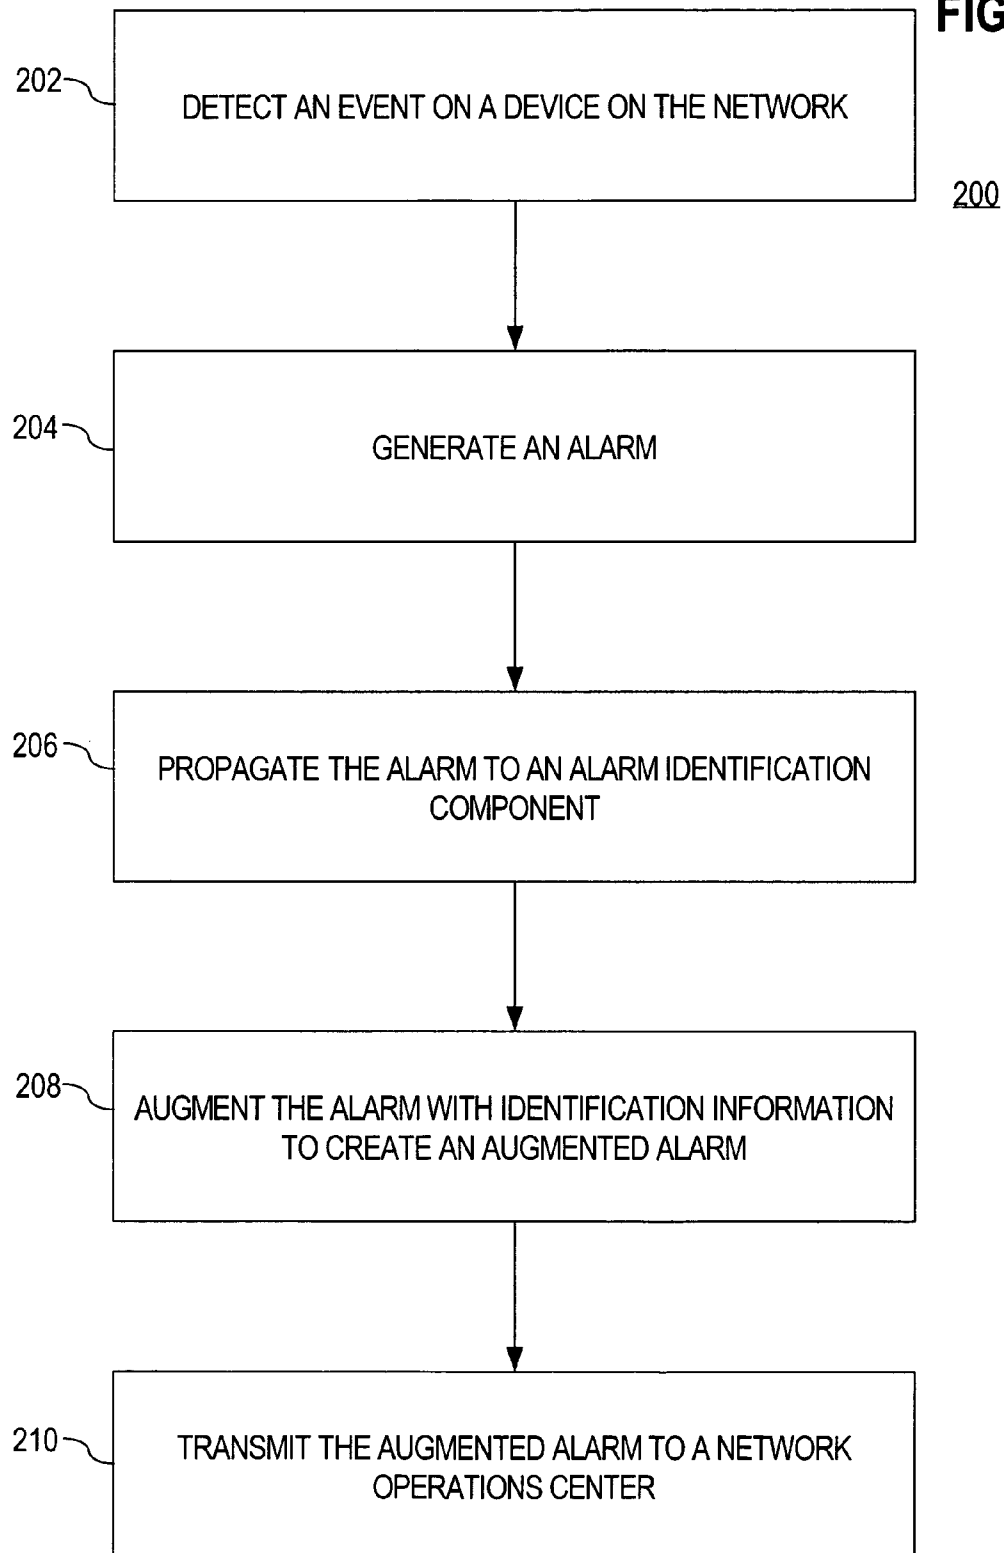 FIG
202
DETECT AN EVENT ON A DEVICE ON THE NETWORK
200
204
GENERATE AN ALARM
206
PROPAGATE THE ALARM TO AN ALARM IDENTIFICATION
COMPONENT
208
AUGMENT THE ALARM WITH IDENTIFICATION INFORMATION
TO CREATE AN AUGMENTED ALARM
210
TRANSMIT THE AUGMENTED ALARM TO A NETWORK
OPERATIONS CENTER